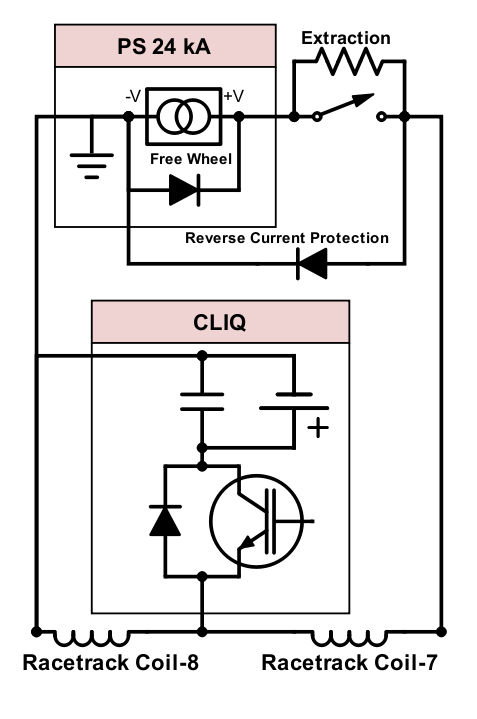 PS 24 kA
Extraction
-V
+V
Free Wheel
Reverse Current Protection
CLIQ
+
Racetrack Coil-8
Racetrack Coil-7